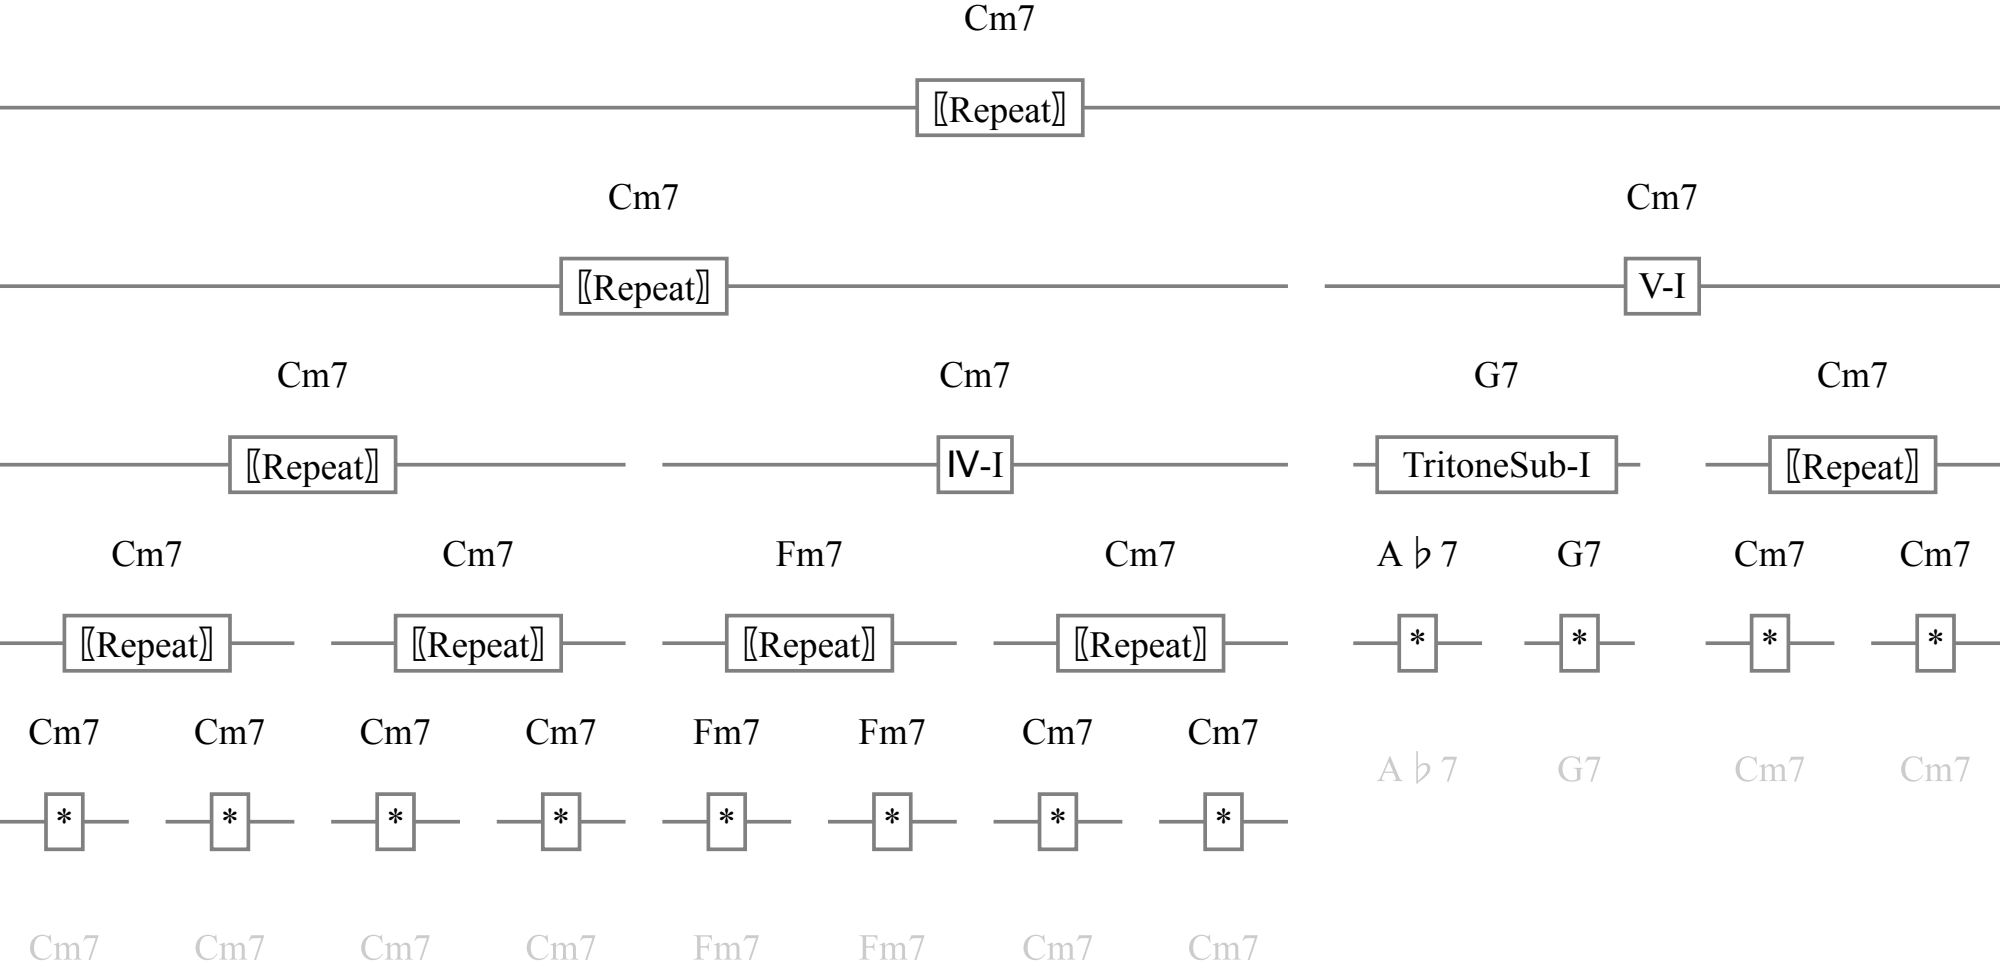 Cm7
〖Repeat〗
Cm7 Cm7
〖Repeat〗 V-I
Cm7 Cm7 G7 Cm7
〖Repeat〗 Ⅳ-I TritoneSub-I 〖Repeat〗
Cm7 Cm7 Fm7 Cm7 A♭7 G7 Cm7 Cm7
〖Repeat〗 〖Repeat〗 〖Repeat〗 〖Repeat〗 * * * *
Cm7 Cm7 Cm7 Cm7 Fm7 Fm7 Cm7 Cm7
A♭7 G7 Cm7 Cm7
* * * * * * * *
Cm7 Cm7 Cm7 Cm7 Fm7 Fm7 Cm7 Cm7